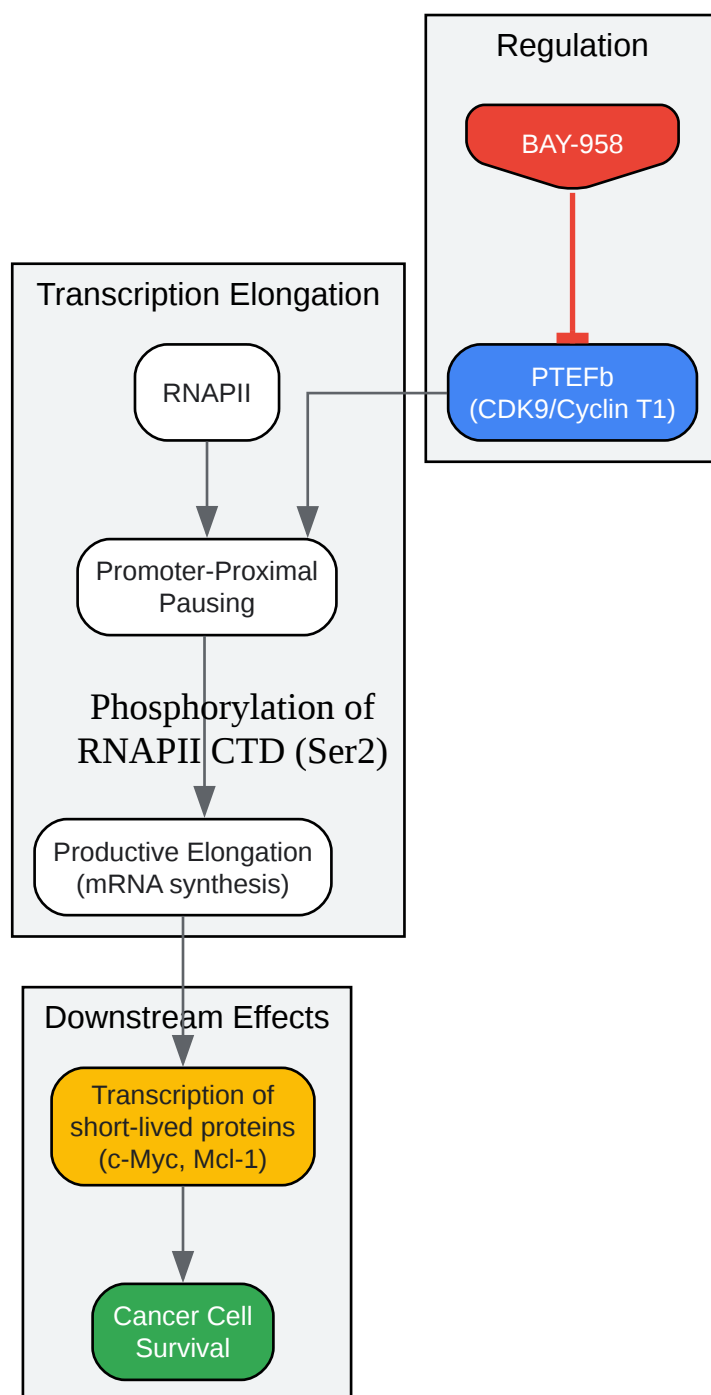 Regulation
BAY-958
PTEFb
(CDK9/Cyclin T1)
Transcription Elongation
RNAPII
Promoter-Proximal
Pausing
Phosphorylation of
RNAPII CTD (Ser2)
Productive Elongation
(mRNA synthesis)
Downstream Effects
Transcription of
short-lived proteins
(c-Myc, Mcl-1)
Cancer Cell
Survival